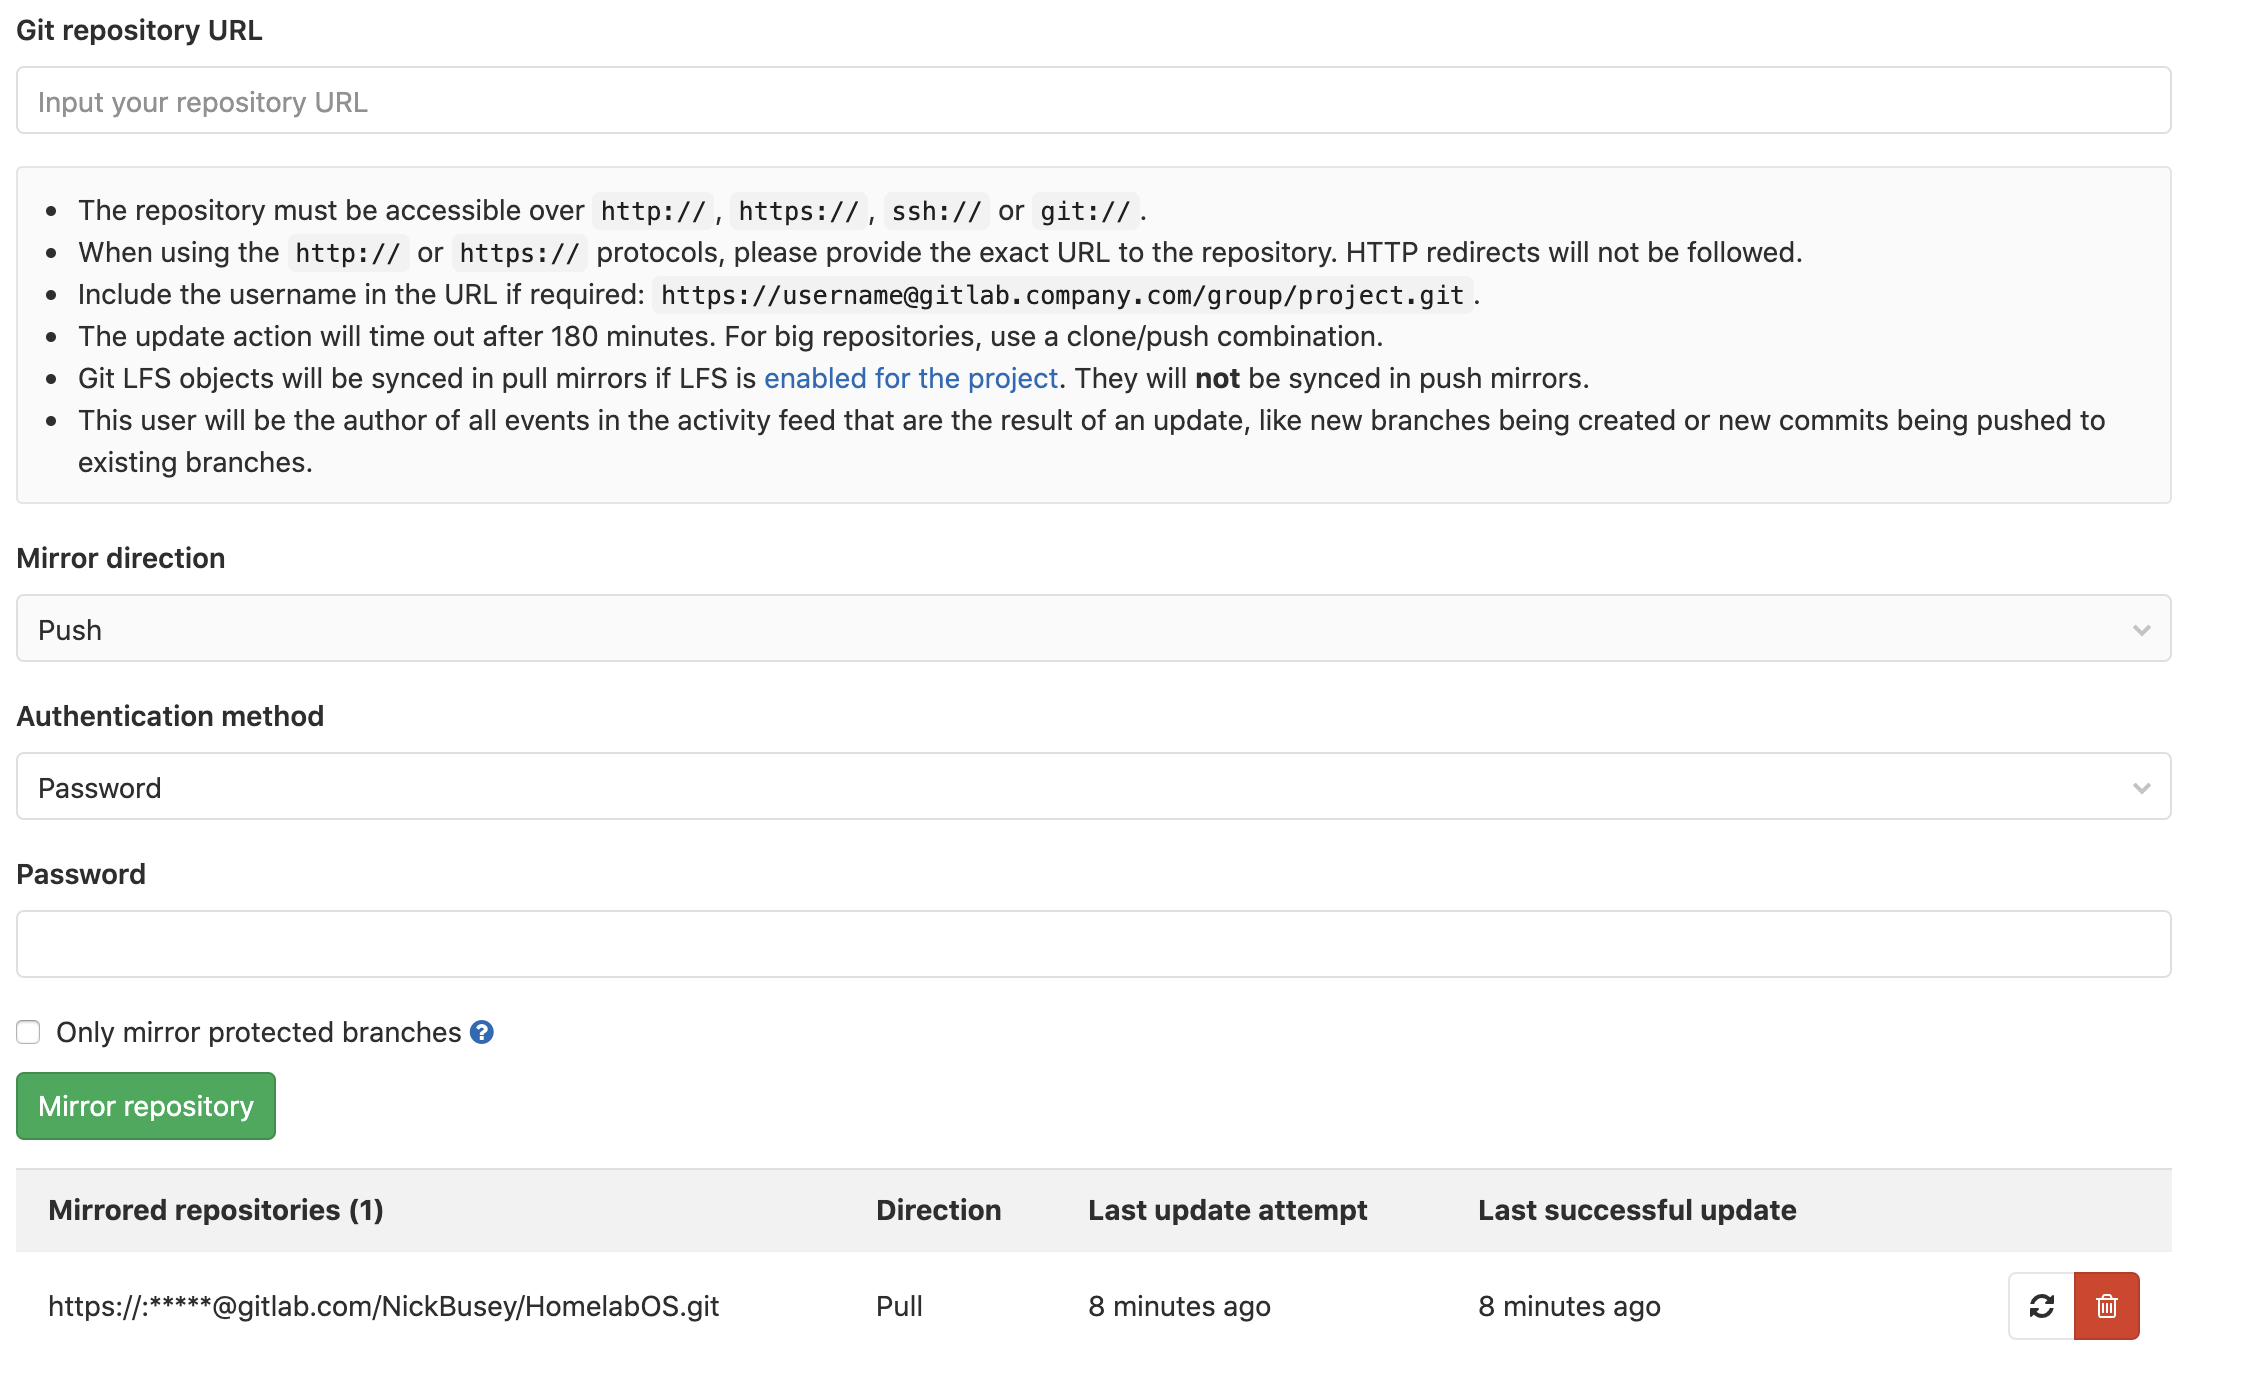 Git repository URL
Input your repository URL
The repository must be accessible over http://, https://, ssh:// or git://.
When using the http:// or https:// protocols, please provide the exact URL to the repository. HTTP redirects will not be followed.
Include the username in the URL if required: https://username@gitlab.company.com/group/project.git.
The update action will time out after 180 minutes. For big repositories, use a clone/push combination.
Git LFS objects will be synced in pull mirrors if LFS is enabled for the project. They will not be synced in push mirrors.
This user will be the author of all events in the activity feed that are the result of an update, like new branches being created or new commits being pushed to
existing branches.
Mirror direction
Push
Authentication method
Password
Password
Only mirror protected branches ?
Mirror repository
Mirrored repositories (1) Direction Last update attempt Last successful update
https://:*****@gitlab.com/NickBusey/HomelabOS.git Pull 8 minutes ago 8 minutes ago